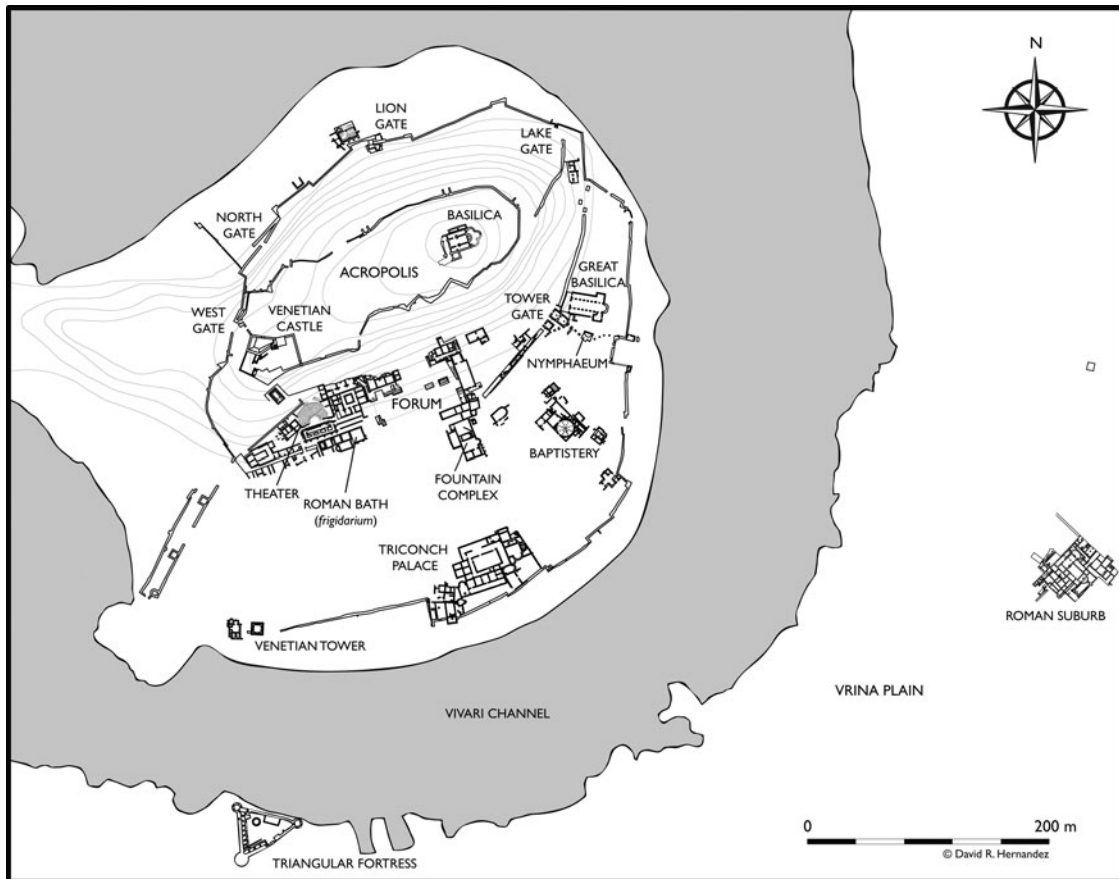 N
LION
GATE
LAKE
GATE
NORTH
GATE
BASILICA
ACROPOLIS
GREAT
BASILICA
WEST
GATE
VENETIAN
CASTLE
TOWER
GATE
NYMPHAEUM
FORUM
BAPTISTERY
THEATER
ROMAN BATH
(frigidarium)
FOUNTAIN
COMPLEX
TRICONCH
PALACE
ROMAN SUBURB
VENETIAN TOWER
VRINA PLAIN
VIVARI CHANNEL
0 200 m
© David R. Hernandez
TRIANGULAR FORTRESS